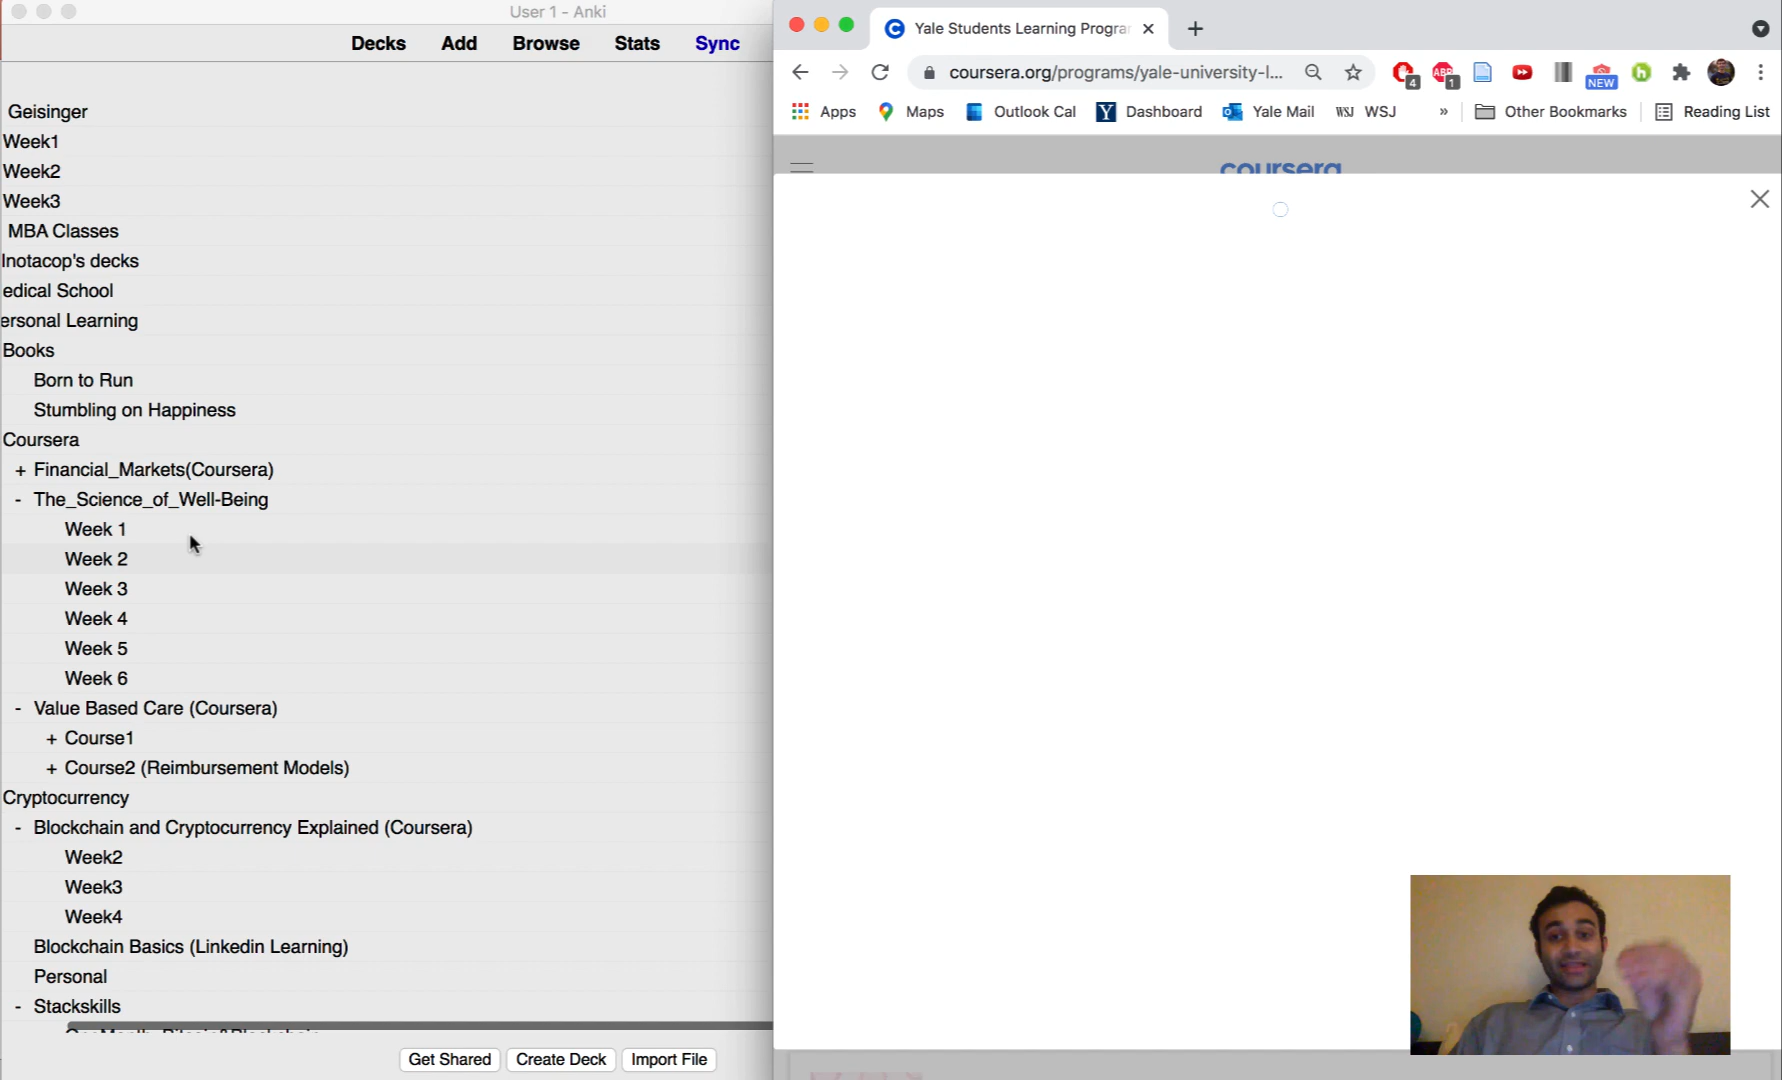 User 1 - Anki
Decks Add Browse Stats Sync
Geisinger
Week1
Week2
Week3
MBA Classes
lnotacop's decks
edical School
ersonal Learning
Books
Born to Run
Stumbling on Happiness
Coursera
+ Financial_Markets(Coursera)
- The_Science_of_Well-Being
Week 1
Week 2
Week 3
Week 4
Week 5
Week 6
- Value Based Care (Coursera)
+ Course1
+ Course2 (Reimbursement Models)
Cryptocurrency
- Blockchain and Cryptocurrency Explained (Coursera)
Week2
Week3
Week4
Blockchain Basics (Linkedin Learning)
Personal
- Stackskills
Get Shared Create Deck Import File
Yale Students Learning Progra
coursera.org/programs/yale-university-l...
4 ABP 1 NEW
Apps Maps Outlook Cal Y Dashboard Yale Mail WSJ WSJ » Other Bookmarks Reading List
coursera